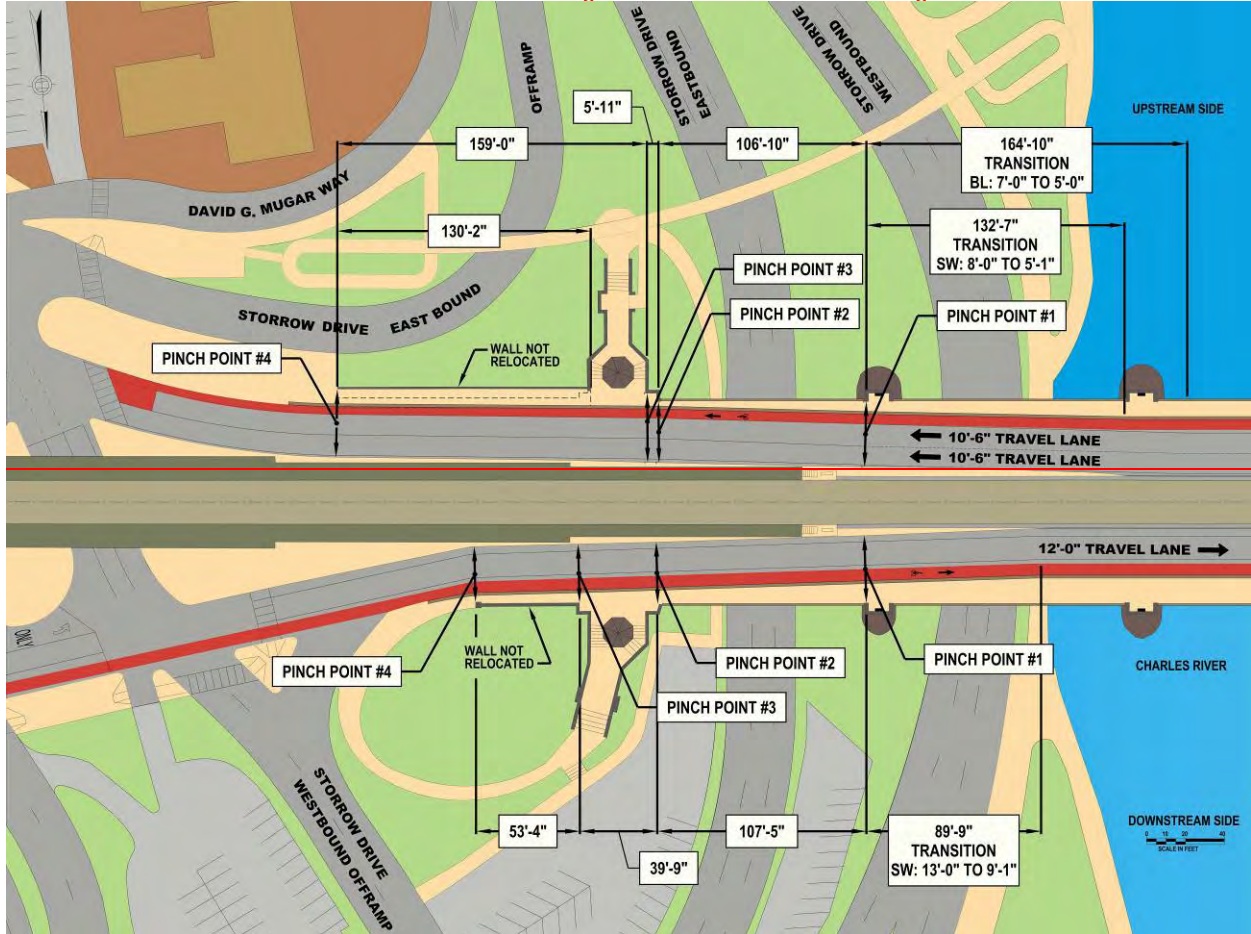 STORROW DRIVE
EASTBOUND
STORROW DRIVE
WESTBOUND
OFFRAMP
5'-11"
UPSTREAM SIDE
159'-0"
106'-10"
164'-10"
TRANSITION
BL: 7'-0" TO 5'-0"
DAVID G. MUGAR WAY
130'-2"
132'-7"
TRANSITION
SW: 8'-0" TO 5'-1"
PINCH POINT #3
PINCH POINT #2
PINCH POINT #1
STORROW DRIVE EAST BOUND
PINCH POINT #4
WALL NOT
RELOCATED
10'-6" TRAVEL LANE
10'-6" TRAVEL LANE
12'-0" TRAVEL LANE
ONLY
PINCH POINT #4
WALL NOT
RELOCATED
PINCH POINT #2
PINCH POINT #1
CHARLES RIVER
PINCH POINT #3
STORROW DRIVE
WESTBOUND OFFRAMP
53'-4"
107'-5"
89'-9"
TRANSITION
SW: 13'-0" TO 9'-1"
39'-9"
DOWNSTREAM SIDE
0 10 20 40
SCALE IN FEET